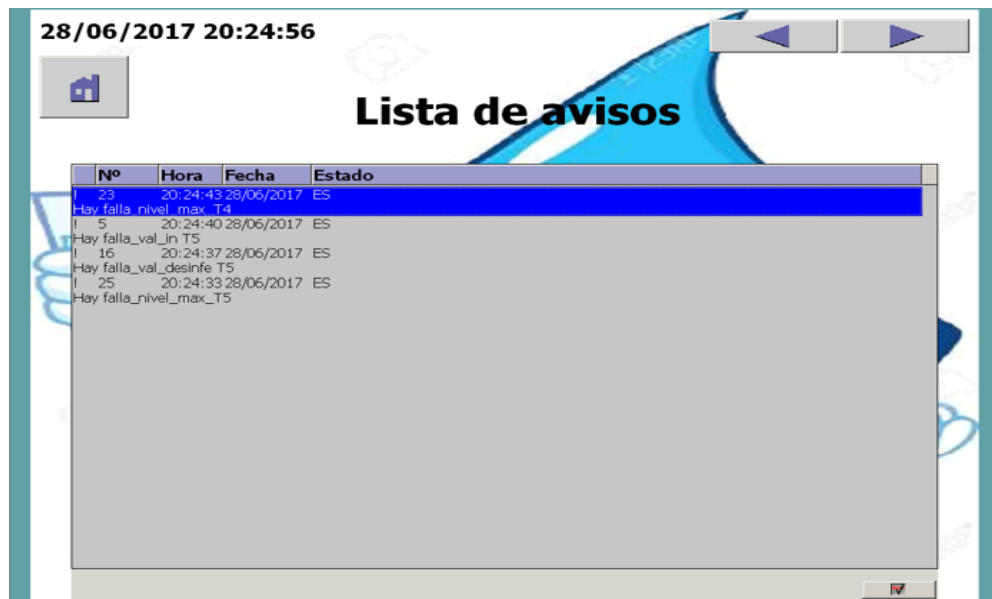 28/06/2017 20:24:56
Lista de avisos
Nº Hora Fecha Estado
! 23 20:24:43 28/06/2017 ES
Hay falla_nivel_max_T4
! 5 20:24:40 28/06/2017 ES
Hay falla_val_in T5
! 16 20:24:37 28/06/2017 ES
Hay falla_val_desinfe T5
! 25 20:24:33 28/06/2017 ES
Hay falla_nivel_max_T5